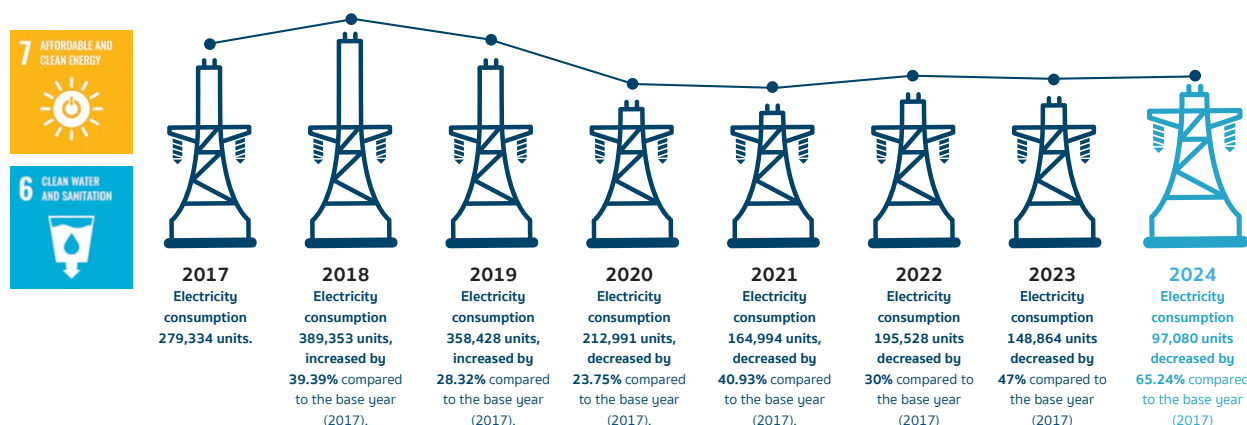 7 AFFORDABLE AND
CLEAN ENERGY
6 CLEAN WATER
AND SANITATION
2017
Electricity
consumption
279,334 units.
2018
Electricity
consumption
389,353 units,
increased by
39.39% compared
to the base year
(2017).
2019
Electricity
consumption
358,428 units,
increased by
28.32% compared
to the base year
(2017).
2020
Electricity
consumption
212,991 units,
decreased by
23.75% compared
to the base year
(2017).
2021
Electricity
consumption
164,994 units,
decreased by
40.93% compared
to the base year
(2017).
2022
Electricity
consumption
195,528 units
decreased by
30% compared to
the base year
(2017)
2023
Electricity
consumption
148,864 units
decreased by
47% compared to
the base year
(2017)
2024
Electricity
consumption
97,080 units
decreased by
65.24% compared
to the base year
(2017)